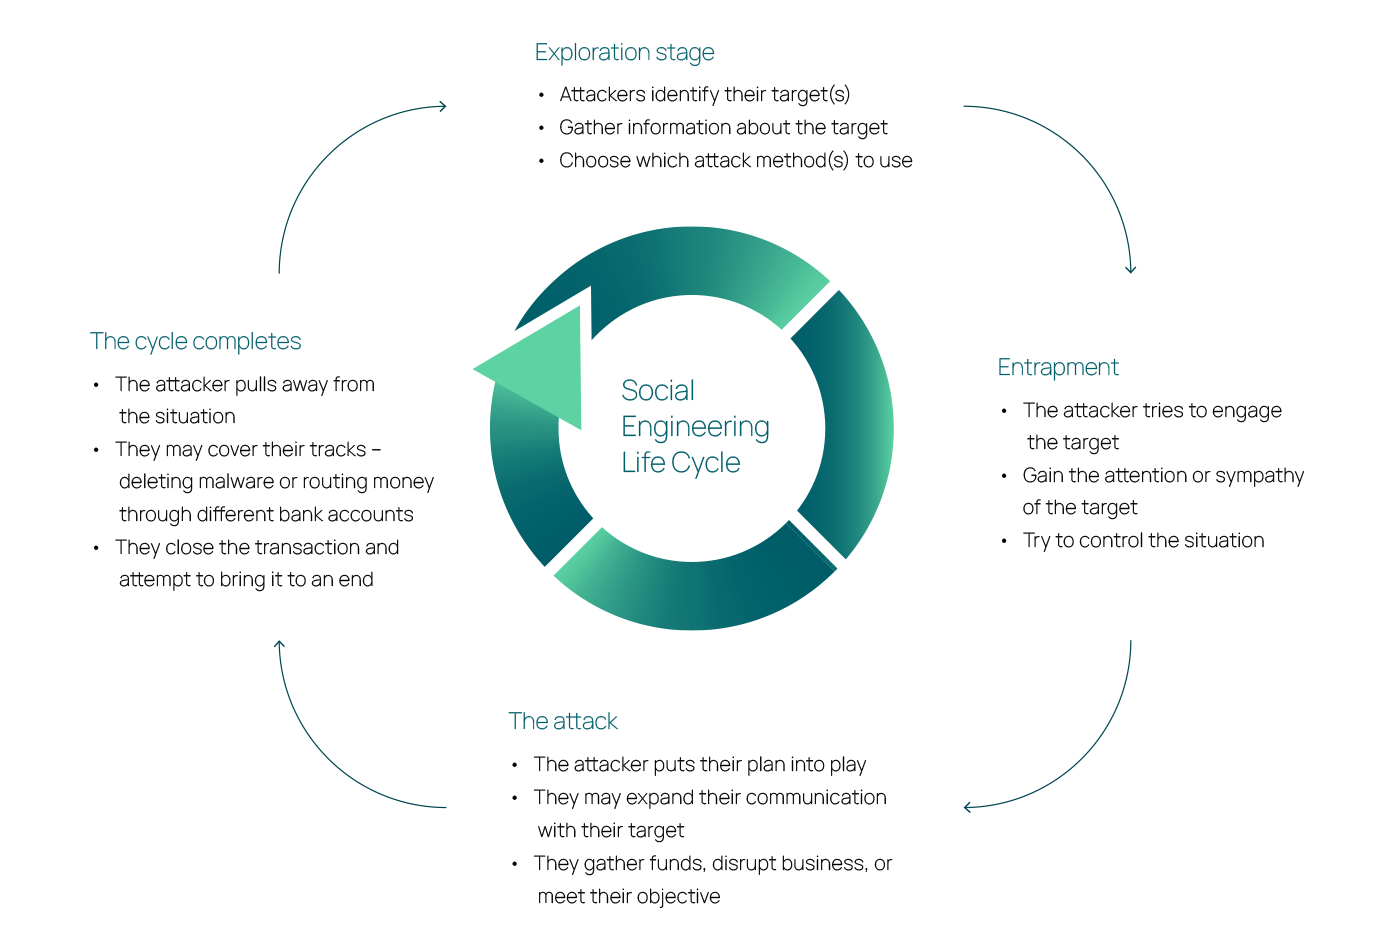 Exploration stage
• Attackers identify their target(s)
• Gather information about the target
• Choose which attack method(s) to use
Entrapment
• The attacker tries to engage
the target
• Gain the attention or sympathy
of the target
• Try to control the situation
The attack
• The attacker puts their plan into play
• They may expand their communication
with their target
• They gather funds, disrupt business, or
meet their objective
The cycle completes
• The attacker pulls away from
the situation
• They may cover their tracks –
deleting malware or routing money
through different bank accounts
• They close the transaction and
attempt to bring it to an end
Social
Engineering
Life Cycle